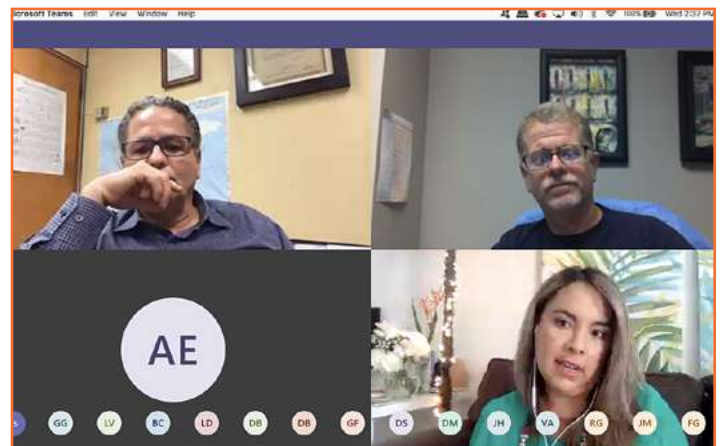 Microsoft Teams Edit View Window Help 100% Wed 2:37 PM
AE
s GG LV BC LD DB DB GF DS DM JH VA RG JM FG